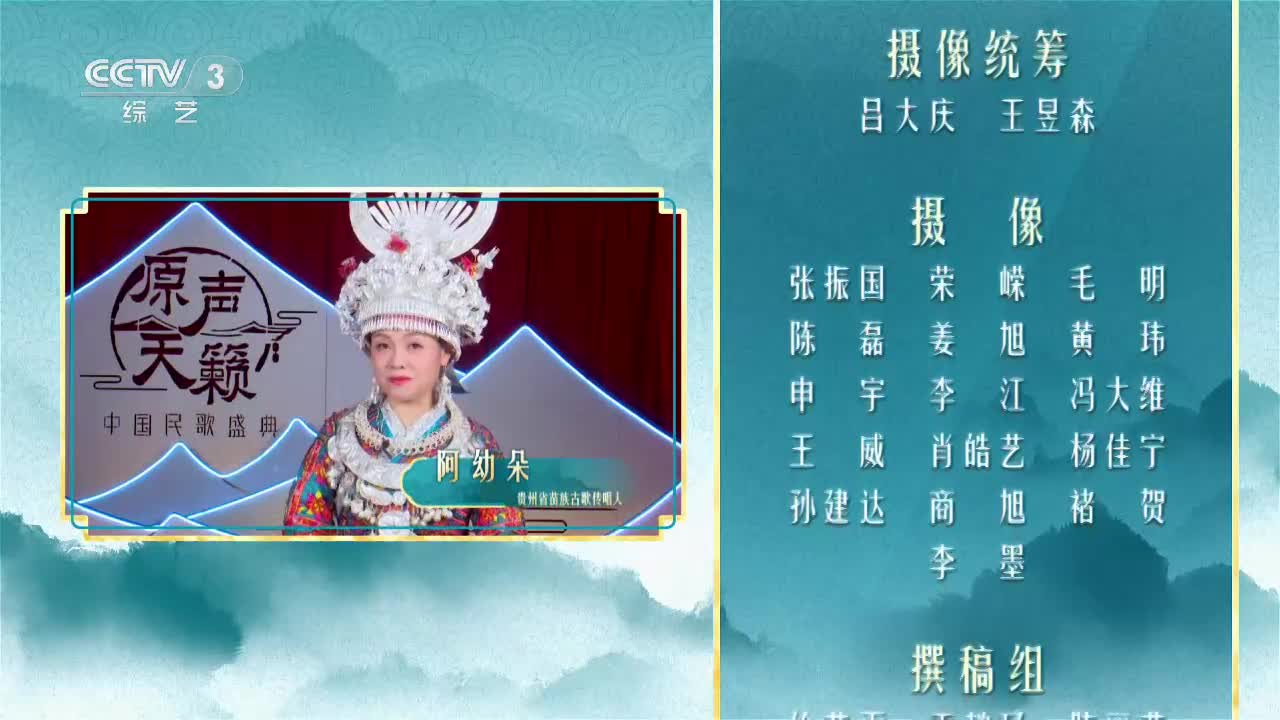 CCTV 3
综艺
原声
天籁
中国民歌盛典
阿幼朵
贵州省苗族古歌传唱人
摄像统筹
吕大庆 王昱森
摄像
张振国 荣嵘 毛明
陈磊 姜旭 黄玮
申宇 李江 冯大维
王威 肖皓艺 杨佳宁
孙建达 商旭 褚贺
李墨
撰稿组